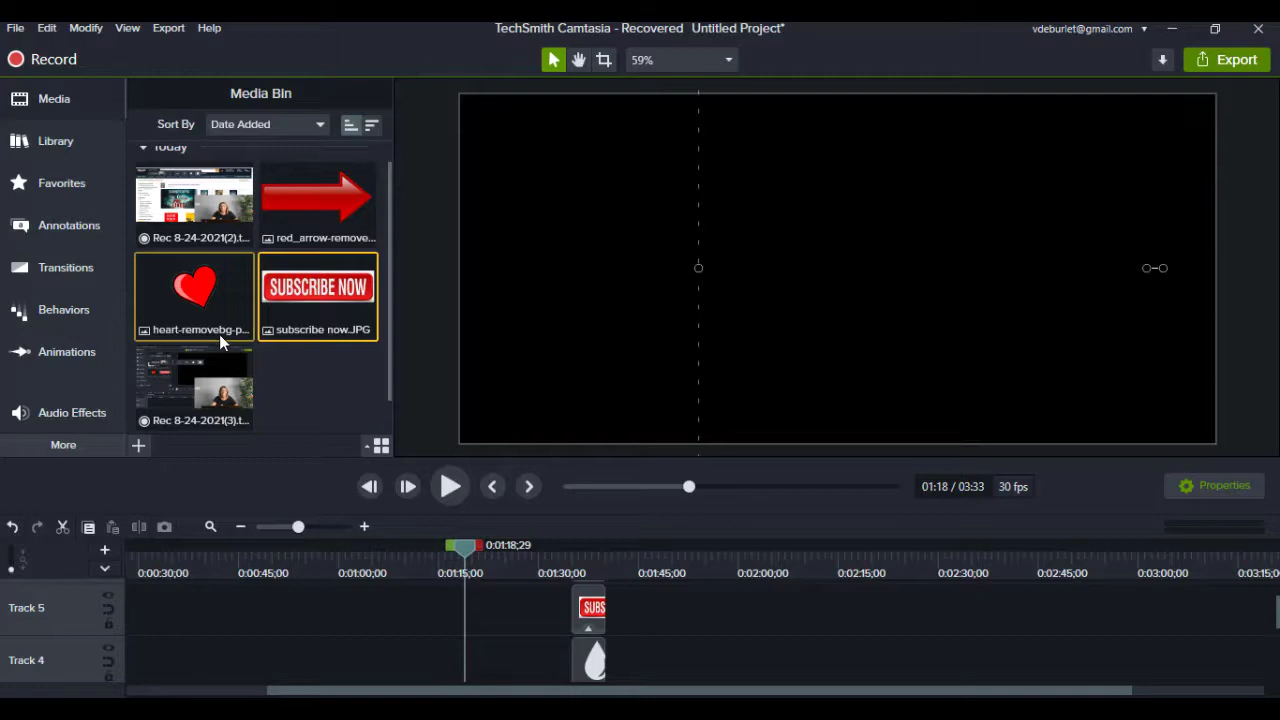 File Edit Modify View Export Help TechSmith Camtasia - Recovered Untitled Project* vdeburlet@gmail.com
Record 59% Export
Media
Library
Favorites
Annotations
Transitions
Behaviors
Animations
Audio Effects
More
Media Bin
Sort By Date Added
Today
Rec 8-24-2021(2).t... red_arrow-remove...
SUBSCRIBE NOW
heart-removebg-p... subscribe now.JPG
Rec 8-24-2021(3).t...
01:18 / 03:33 30 fps Properties
0:01:18;29
0:00:30;00 0:00:45;00 0:01:00;00 0:01:15;00 0:01:30;00 0:01:45;00 0:02:00;00 0:02:15;00 0:02:30;00 0:02:45;00 0:03:00;00 0:03:15;0
Track 5 SUBS
Track 4